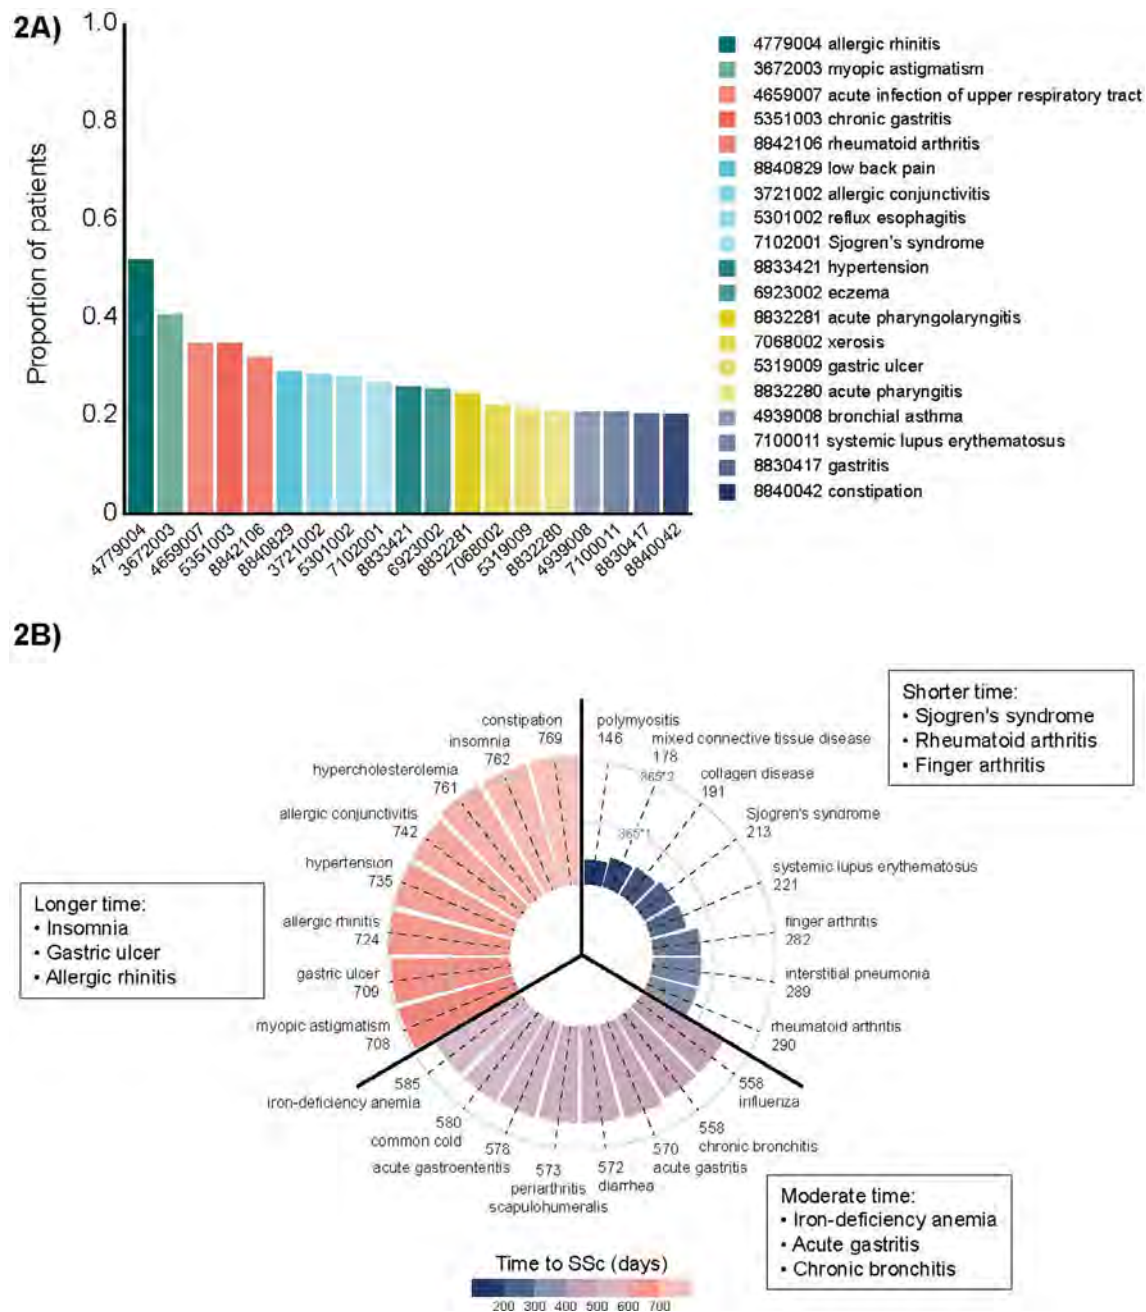 2A)
1.0
0.8
0.6
0.4
0.2
0
Proportion of patients
4779004
3672003
4659007
5351003
8842106
8840829
3721002
5301002
7102001
8833421
6923002
8832281
7068002
5319009
8832280
4939008
7100011
8830417
8840042
4779004 allergic rhinitis
3672003 myopic astigmatism
4659007 acute infection of upper respiratory tract
5351003 chronic gastritis
8842106 rheumatoid arthritis
8840829 low back pain
3721002 allergic conjunctivitis
5301002 reflux esophagitis
7102001 Sjogren's syndrome
8833421 hypertension
6923002 eczema
8832281 acute pharyngolaryngitis
7068002 xerosis
5319009 gastric ulcer
8832280 acute pharyngitis
4939008 bronchial asthma
7100011 systemic lupus erythematosus
8830417 gastritis
8840042 constipation
2B)
Shorter time:
• Sjogren's syndrome
• Rheumatoid arthritis
• Finger arthritis
polymyositis
146
mixed connective tissue disease
178
365*2
365*1
collagen disease
191
Sjogren's syndrome
213
systemic lupus erythematosus
221
finger arthritis
282
interstitial pneumonia
289
rheumatoid arthritis
290
558
influenza
558
chronic bronchitis
570
acute gastritis
572
diarrhea
573
periarthritis
scapulohumeralis
578
acute gastroenteritis
580
common cold
585
iron-deficiency anemia
myopic astigmatism
708
gastric ulcer
709
allergic rhinitis
724
hypertension
735
allergic conjunctivitis
742
hypercholesterolemia
761
insomnia
762
constipation
769
Longer time:
• Insomnia
• Gastric ulcer
• Allergic rhinitis
Moderate time:
• Iron-deficiency anemia
• Acute gastritis
• Chronic bronchitis
Time to SSc (days)
200 300 400 500 600 700